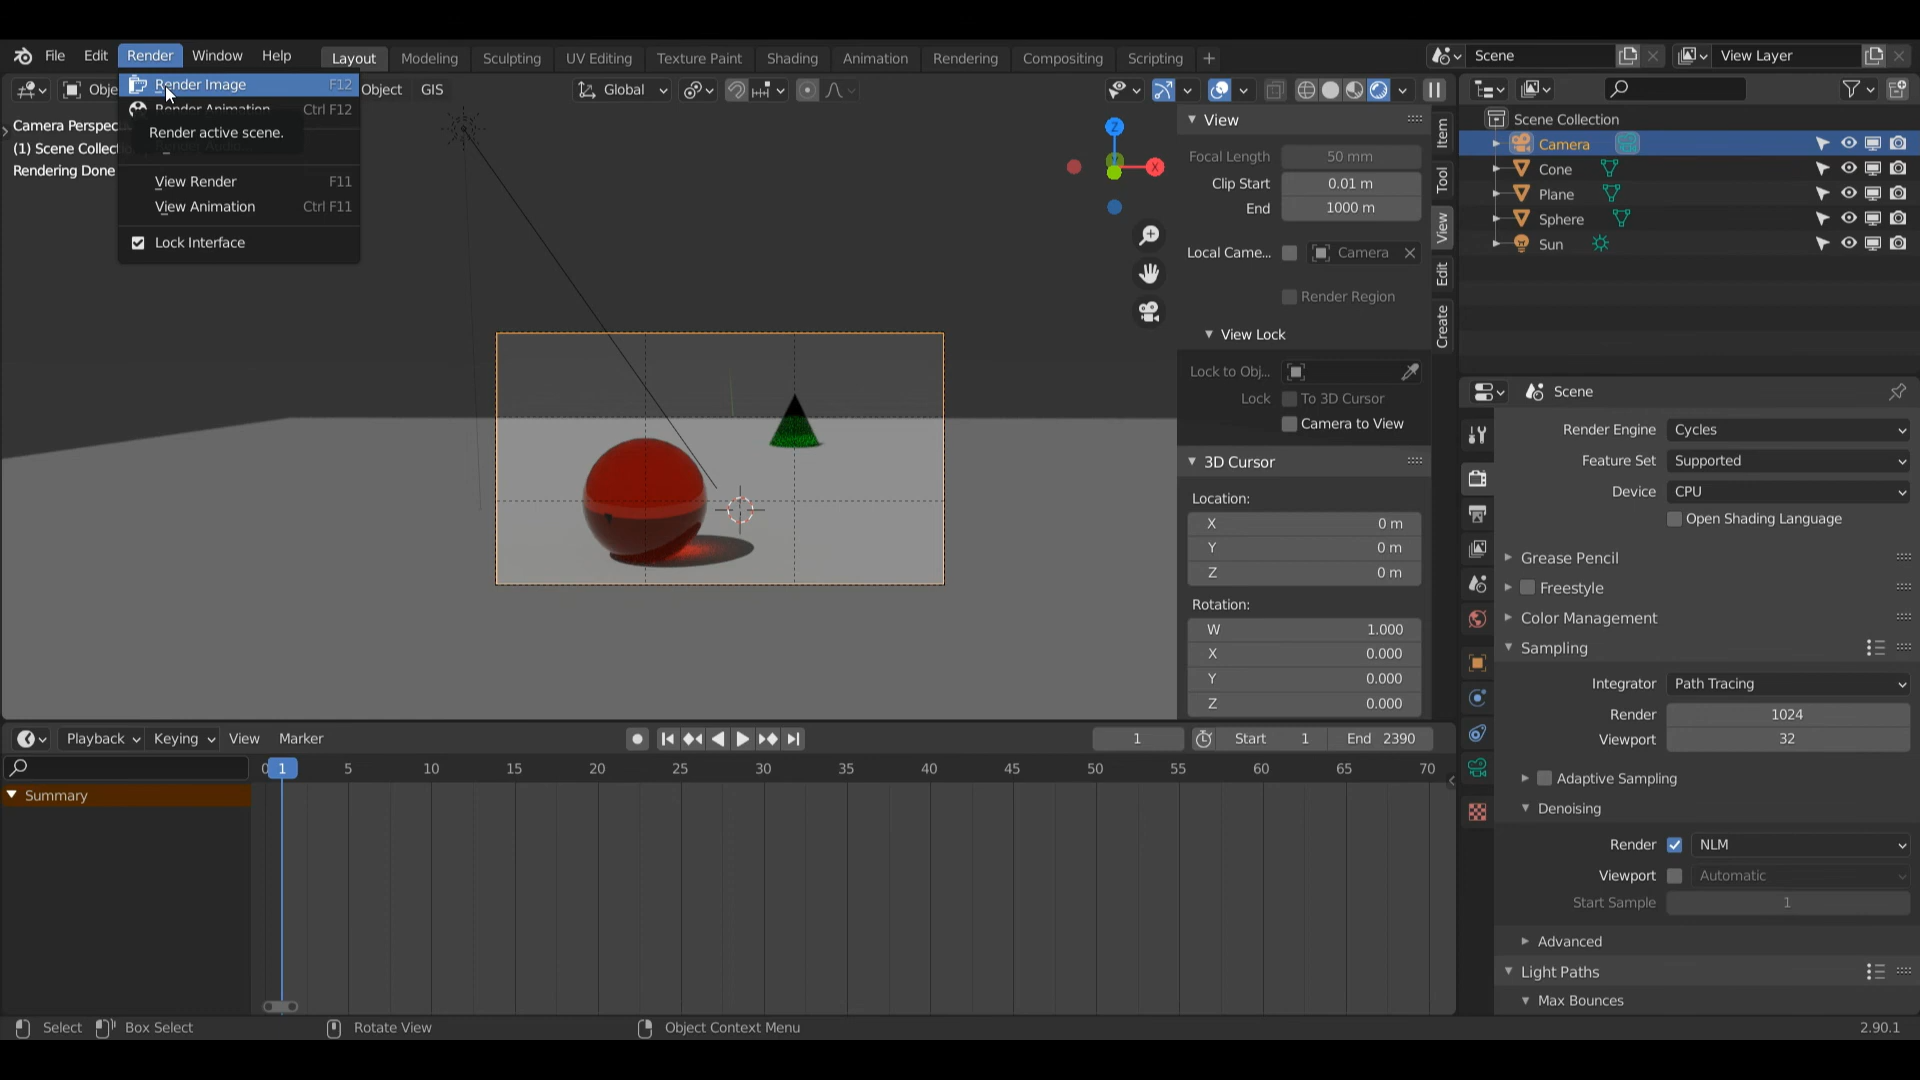 File Edit Render Window Help Layout Modeling Sculpting UV Editing Texture Paint Shading Animation Rendering Compositing Scripting + Scene View Layer
Render Image F12
Obje Object GIS Global
Render Animation Ctrl F12
Render active scene.
Camera Perspec
(1) Scene Collect
Rendering Done
View Render F11
View Animation Ctrl F11
Lock Interface
Z
X
View
Focal Length 50 mm
Clip Start 0.01 m
End 1000 m
Local Came... Camera
Render Region
View Lock
Lock to Obj...
Lock To 3D Cursor
Camera to View
3D Cursor
Location:
X 0 m
Y 0 m
Z 0 m
Rotation:
W 1.000
X 0.000
Y 0.000
Z 0.000
Item
Tool
View
Edit
Create
Scene Collection
Camera
Cone
Plane
Sphere
Sun
Scene
Render Engine Cycles
Feature Set Supported
Device CPU
Open Shading Language
Grease Pencil
Freestyle
Color Management
Sampling
Integrator Path Tracing
Render 1024
Viewport 32
Adaptive Sampling
Denoising
Render NLM
Viewport Automatic
Start Sample 1
Advanced
Light Paths
Max Bounces
Playback Keying View Marker 1 Start 1 End 2390
0 1 5 10 15 20 25 30 35 40 45 50 55 60 65 70
Summary
Select Box Select Rotate View Object Context Menu 2.90.1